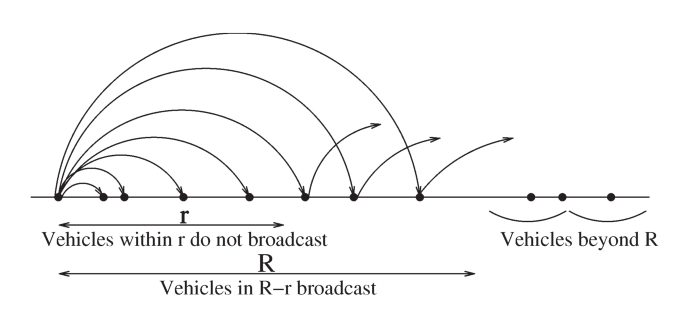 r
Vehicles within r do not broadcast
Vehicles beyond R
R
Vehicles in R−r broadcast